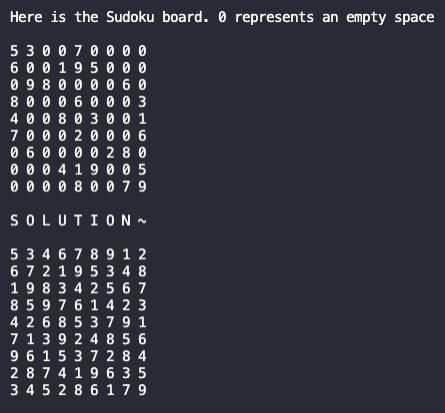 Here is the Sudoku board. 0 represents an empty space
5 3 0 0 7 0 0 0 0
6 0 0 1 9 5 0 0 0
0 9 8 0 0 0 0 6 0
8 0 0 0 6 0 0 0 3
4 0 0 8 0 3 0 0 1
7 0 0 0 2 0 0 0 6
0 6 0 0 0 0 2 8 0
0 0 0 4 1 9 0 0 5
0 0 0 0 8 0 0 7 9
S O L U T I O N ~
5 3 4 6 7 8 9 1 2
6 7 2 1 9 5 3 4 8
1 9 8 3 4 2 5 6 7
8 5 9 7 6 1 4 2 3
4 2 6 8 5 3 7 9 1
7 1 3 9 2 4 8 5 6
9 6 1 5 3 7 2 8 4
2 8 7 4 1 9 6 3 5
3 4 5 2 8 6 1 7 9